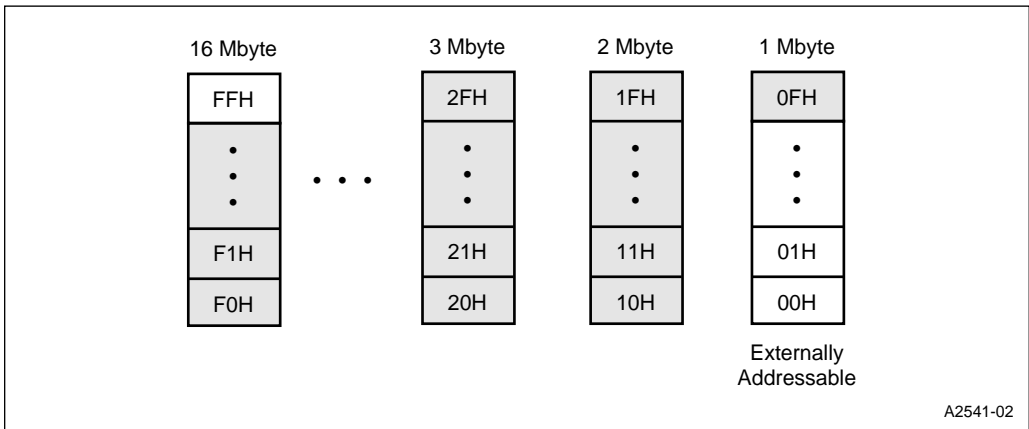 16 Mbyte 3 Mbyte 2 Mbyte 1 Mbyte
FFH 2FH 1FH 0FH
• • •
F1H 21H 11H 01H
F0H 20H 10H 00H
Externally
Addressable
A2541-02